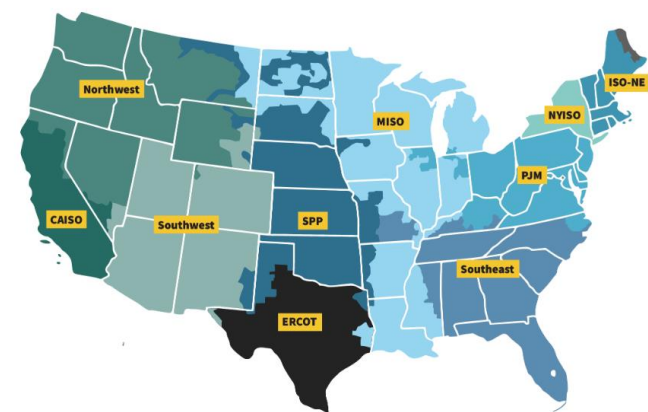 ISO-NE
Northwest
NYISO
MISO
PJM
CAISO
Southwest
SPP
Southeast
ERCOT